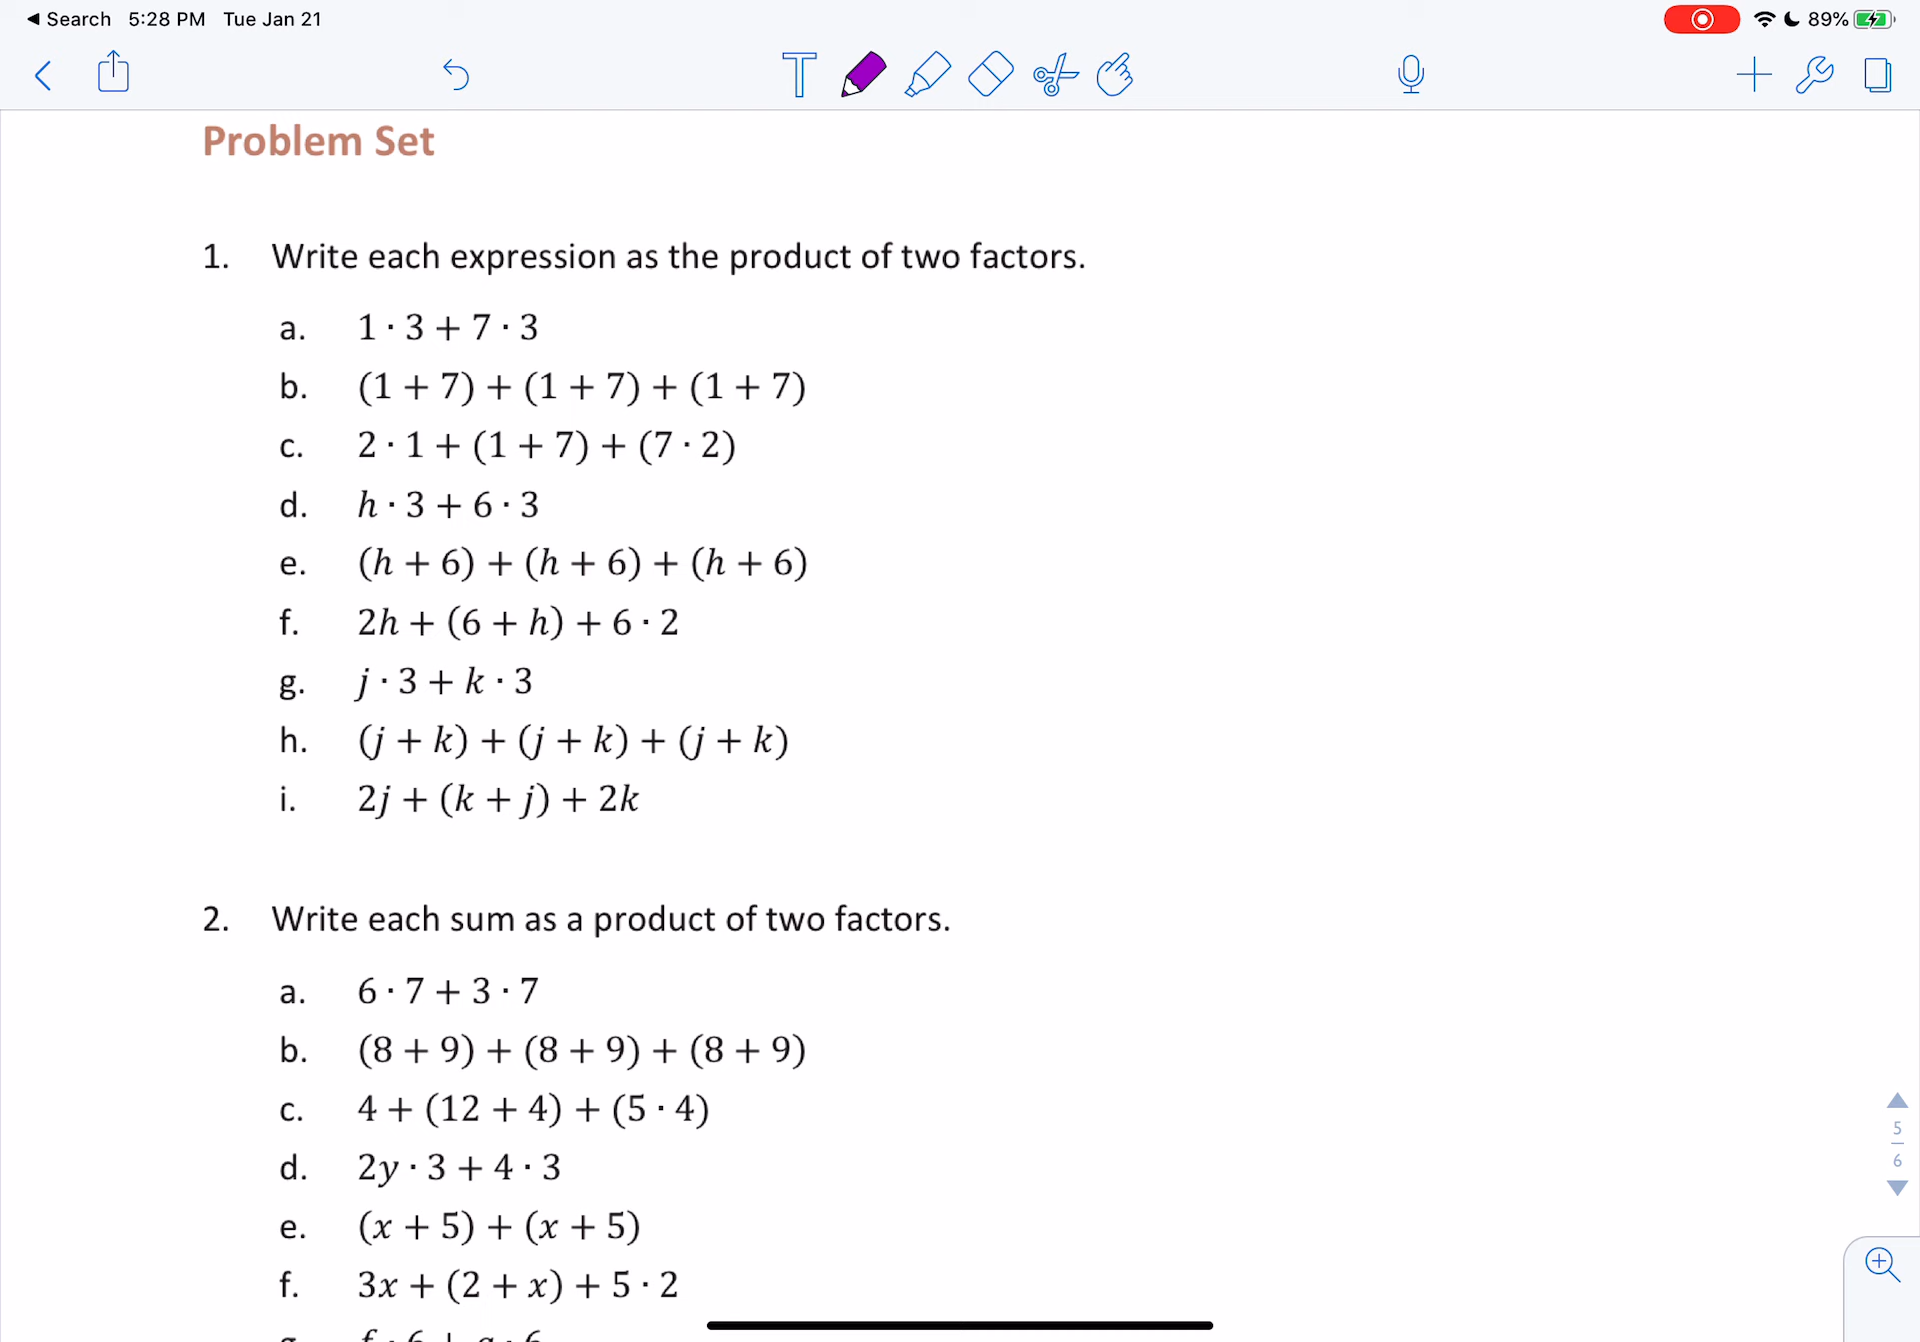 ◀ Search 5:28 PM Tue Jan 21 89%
Problem Set
1. Write each expression as the product of two factors.
a. 1 · 3 + 7 · 3
b. (1 + 7) + (1 + 7) + (1 + 7)
c. 2 · 1 + (1 + 7) + (7 · 2)
d. h · 3 + 6 · 3
e. (h + 6) + (h + 6) + (h + 6)
f. 2h + (6 + h) + 6 · 2
g. j · 3 + k · 3
h. (j + k) + (j + k) + (j + k)
i. 2j + (k + j) + 2k
2. Write each sum as a product of two factors.
a. 6 · 7 + 3 · 7
b. (8 + 9) + (8 + 9) + (8 + 9)
c. 4 + (12 + 4) + (5 · 4)
d. 2y · 3 + 4 · 3
e. (x + 5) + (x + 5)
f. 3x + (2 + x) + 5 · 2
5
6